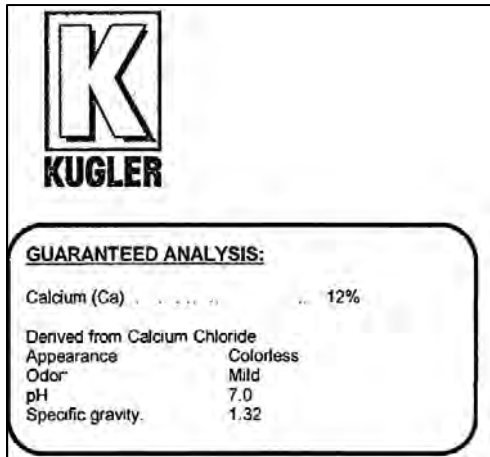 K
KUGLER
GUARANTEED ANALYSIS:
Calcium (Ca) . . . . . . . . . 12%
Derived from Calcium Chloride
Appearance Colorless
Odor Mild
pH 7.0
Specific gravity. 1.32